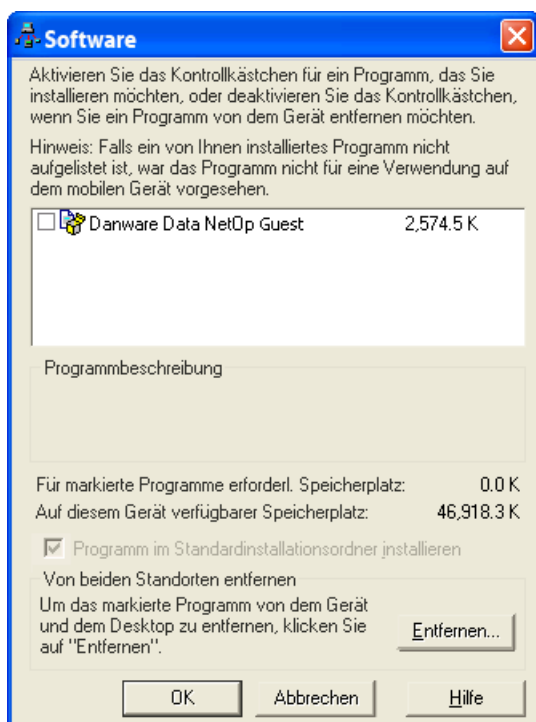 Software
Aktivieren Sie das Kontrollkästchen für ein Programm, das Sie
installieren möchten, oder deaktivieren Sie das Kontrollkästchen,
wenn Sie ein Programm von dem Gerät entfernen möchten.
Hinweis: Falls ein von Ihnen installiertes Programm nicht
aufgelistet ist, war das Programm nicht für eine Verwendung auf
dem mobilen Gerät vorgesehen.
Danware Data NetOp Guest 2,574.5 K
Programmbeschreibung
Für markierte Programme erforderl. Speicherplatz: 0.0 K
Auf diesem Gerät verfügbarer Speicherplatz: 46,918.3 K
Programm im Standardinstallationsordner installieren
Von beiden Standorten entfernen
Um das markierte Programm von dem Gerät
und dem Desktop zu entfernen, klicken Sie
auf "Entfernen".
Entfernen...
OK Abbrechen Hilfe